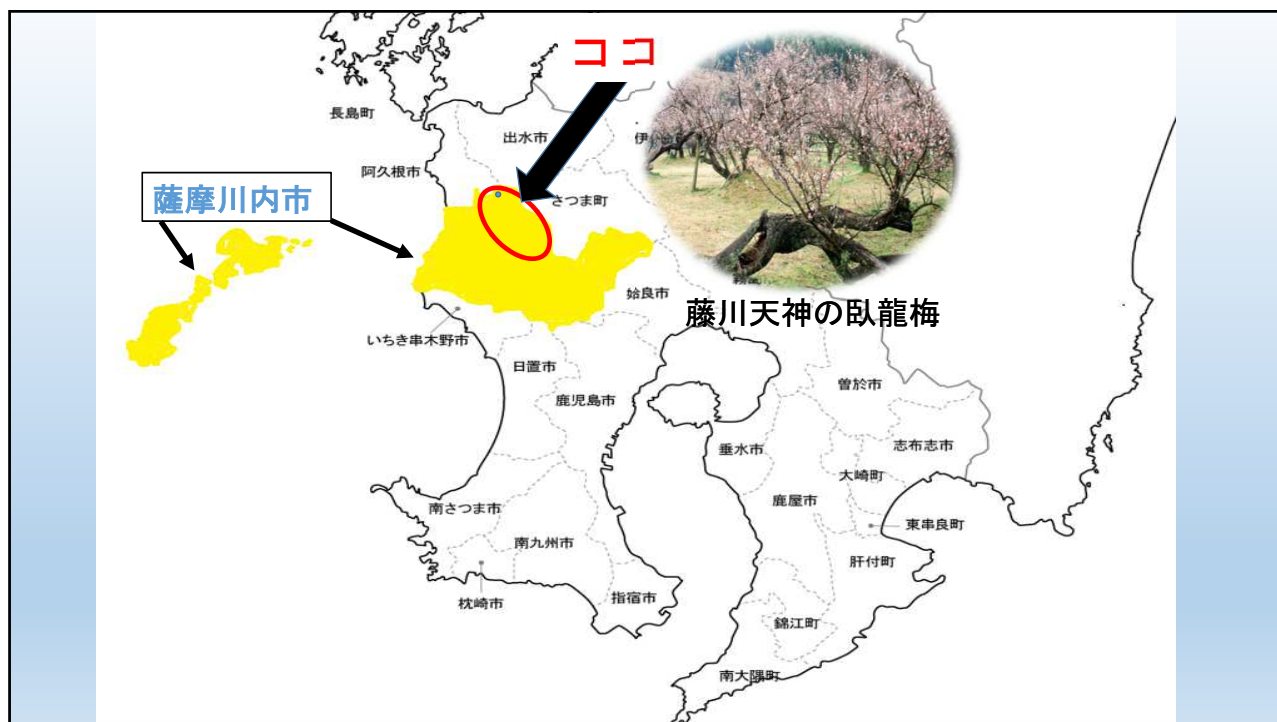 ココ
長島町
出水市
伊
阿久根市
薩摩川内市
さつま町
姶良市
藤川天神の臥龍梅
いちき串木野市
日置市
鹿児島市
曽於市
垂水市
志布志市
大崎町
鹿屋市
南さつま市
東串良町
南九州市
肝付町
枕崎市
指宿市
錦江町
南大隅町